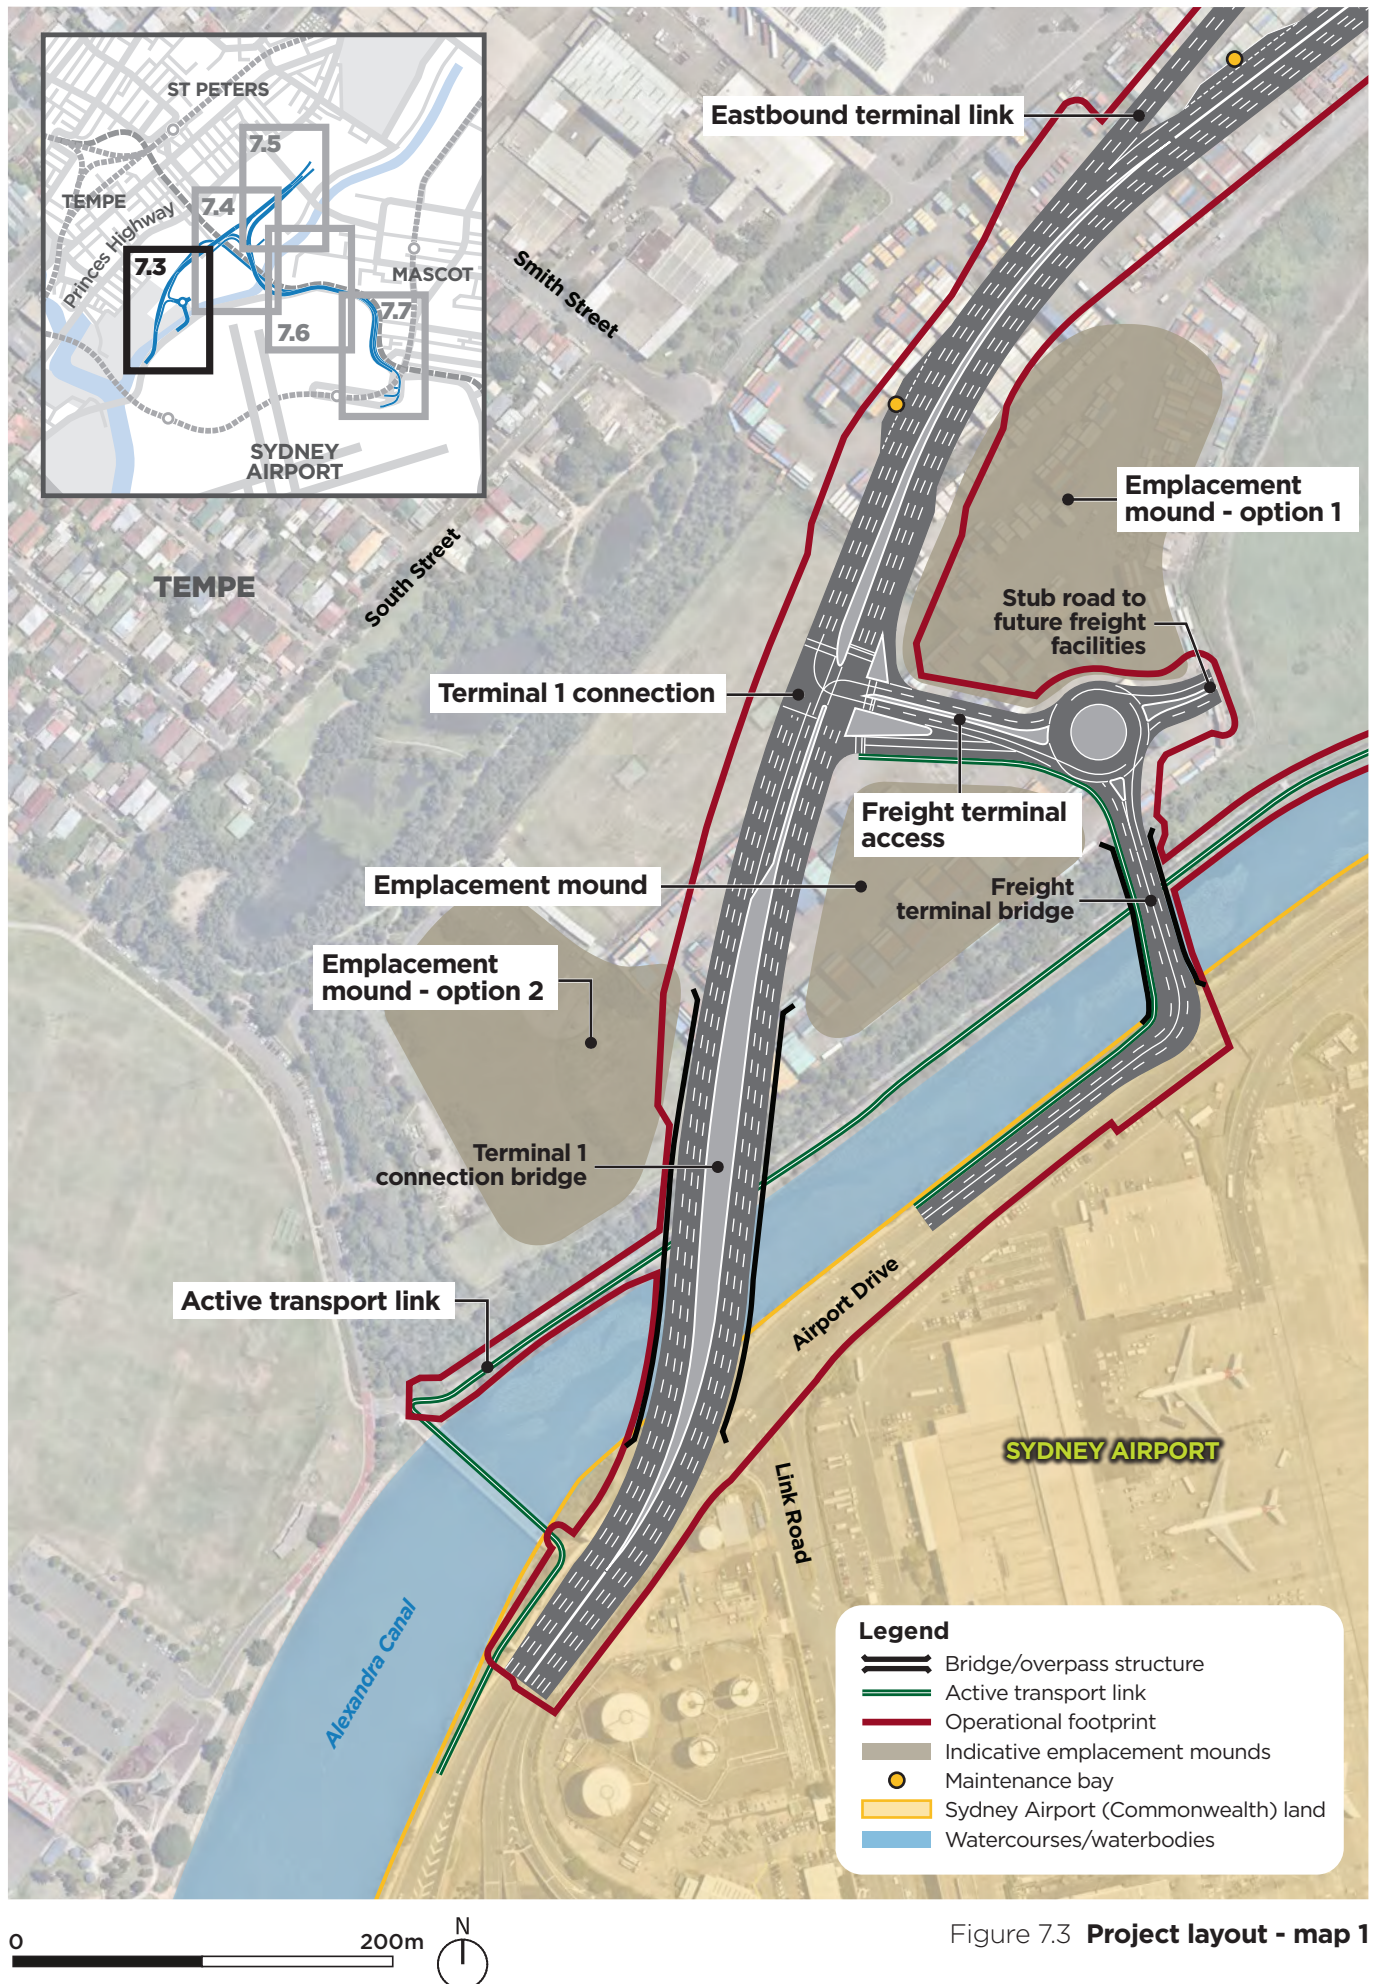 ST PETERS
7.5
TEMPE
7.4
Princes Highway
7.3
MASCOT
7.7
7.6
SYDNEY
AIRPORT
Eastbound terminal link
Smith Street
Emplacement
mound - option 1
TEMPE
South Street
Stub road to
future freight
facilities
Terminal 1 connection
Freight terminal
access
Emplacement mound
Freight
terminal bridge
Emplacement
mound - option 2
Terminal 1
connection bridge
Active transport link
Airport Drive
SYDNEY AIRPORT
Link Road
Alexandra Canal
Legend
Bridge/overpass structure
Active transport link
Operational footprint
Indicative emplacement mounds
Maintenance bay
Sydney Airport (Commonwealth) land
Watercourses/waterbodies
0 200m
N
Figure 7.3 Project layout - map 1